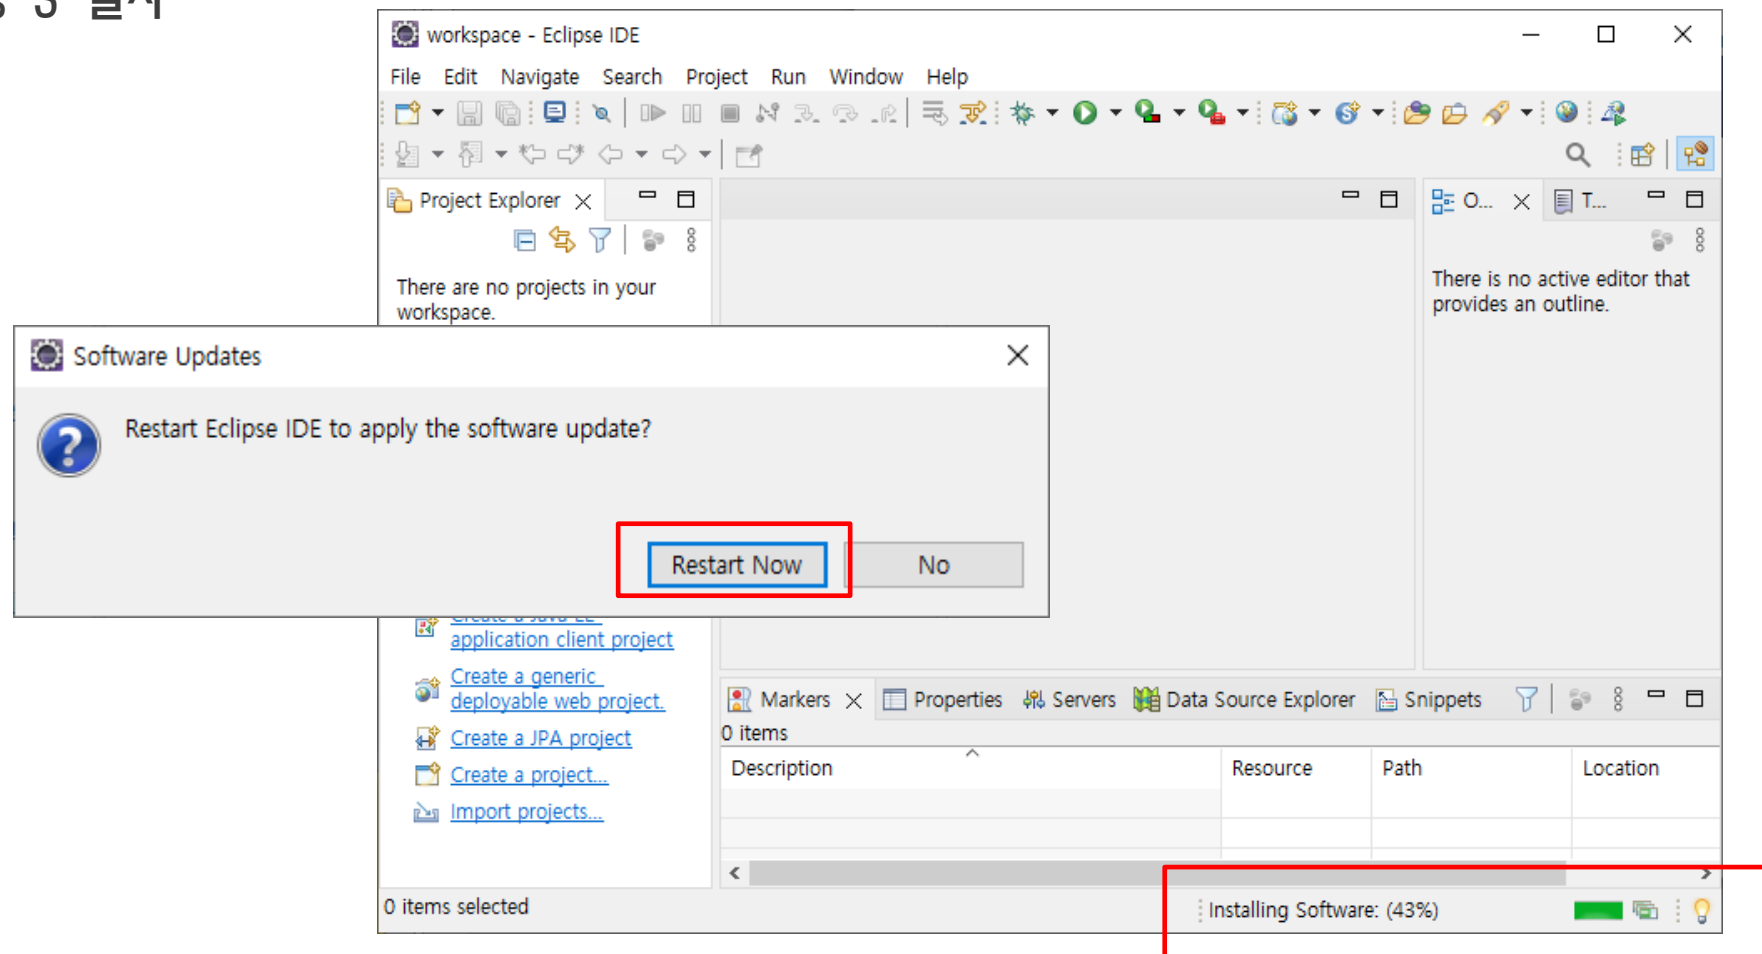 3
workspace - Eclipse IDE
File Edit Navigate Search Project Run Window Help
Project Explorer
O...
T...
There are no projects in your
workspace.
There is no active editor that
provides an outline.
Software Updates
Restart Eclipse IDE to apply the software update?
Restart Now
No
Create a Java EE
application client project
Create a generic
deployable web project.
Create a JPA project
Create a project...
Import projects...
Markers
Properties
Servers
Data Source Explorer
Snippets
0 items
Description
Resource
Path
Location
0 items selected
Installing Software: (43%)